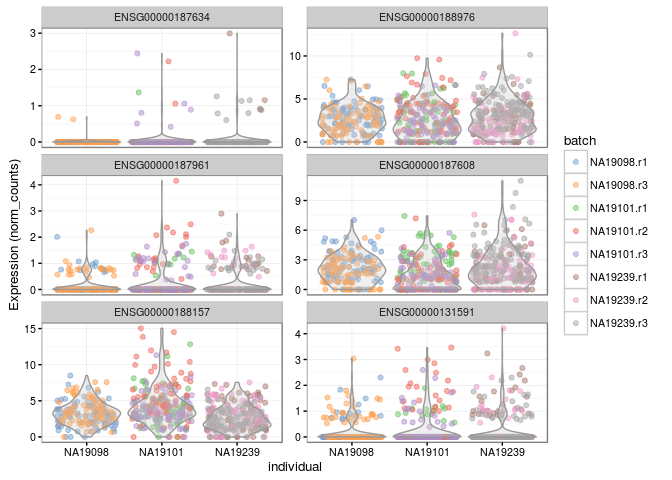 ENSG00000187634
ENSG00000188976
3
2
1
0
10
5
0
ENSG00000187961
ENSG00000187608
4
3
2
1
0
9
6
3
0
ENSG00000188157
ENSG00000131591
15
10
5
0
4
3
2
1
0
NA19098
NA19101
NA19239
NA19098
NA19101
NA19239
individual
Expression (norm_counts)
batch
NA19098.r1
NA19098.r3
NA19101.r1
NA19101.r2
NA19101.r3
NA19239.r1
NA19239.r2
NA19239.r3